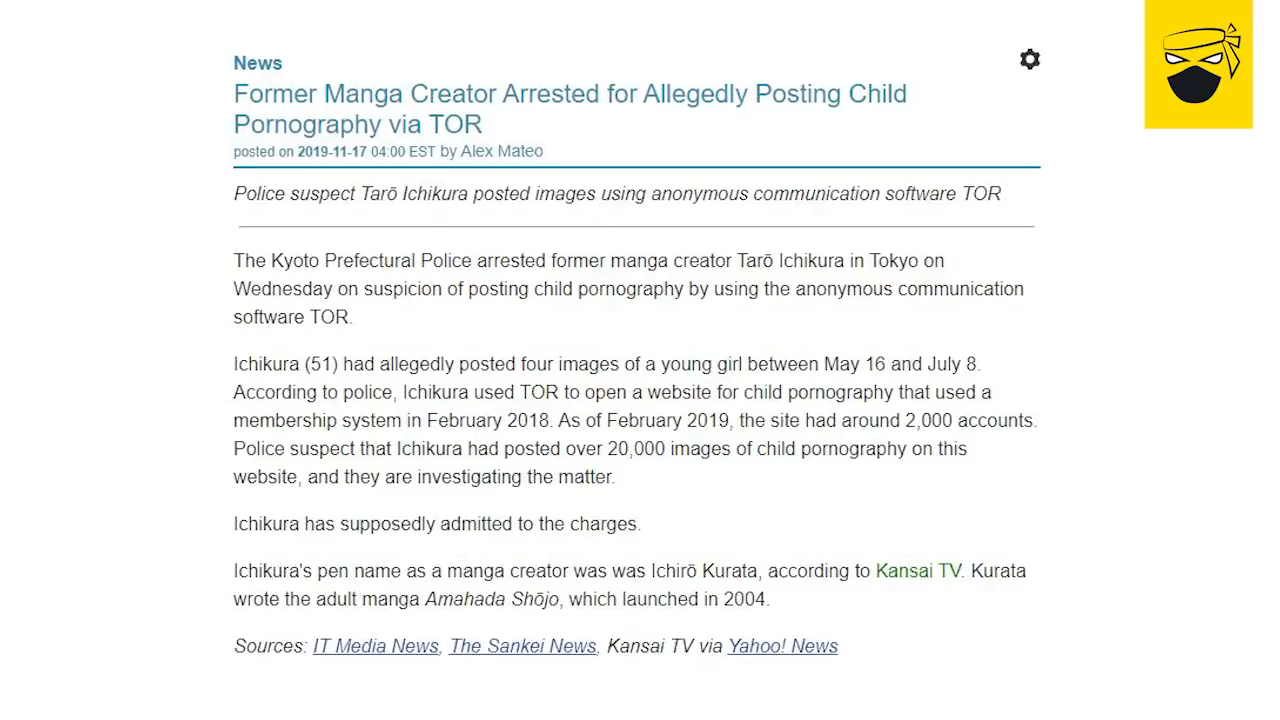 News
Former Manga Creator Arrested for Allegedly Posting Child
Pornography via TOR
posted on 2019-11-17 04:00 EST by Alex Mateo
Police suspect Tarō Ichikura posted images using anonymous communication software TOR
The Kyoto Prefectural Police arrested former manga creator Tarō Ichikura in Tokyo on
Wednesday on suspicion of posting child pornography by using the anonymous communication
software TOR.
Ichikura (51) had allegedly posted four images of a young girl between May 16 and July 8.
According to police, Ichikura used TOR to open a website for child pornography that used a
membership system in February 2018. As of February 2019, the site had around 2,000 accounts.
Police suspect that Ichikura had posted over 20,000 images of child pornography on this
website, and they are investigating the matter.
Ichikura has supposedly admitted to the charges.
Ichikura's pen name as a manga creator was was Ichirō Kurata, according to Kansai TV. Kurata
wrote the adult manga Amahada Shōjo, which launched in 2004.
Sources: IT Media News, The Sankei News, Kansai TV via Yahoo! News